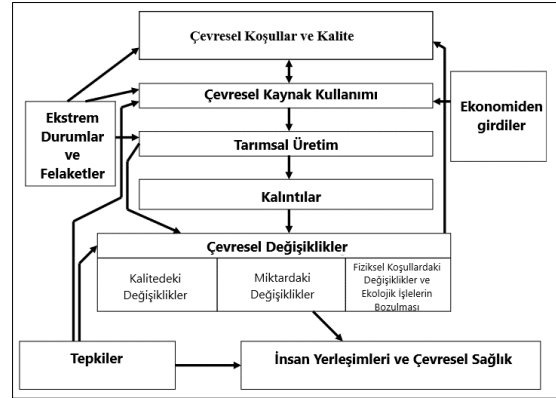 Çevresel Koşullar ve Kalite
Çevresel Kaynak Kullanımı
Ekstrem
Durumlar
ve
Felaketler
Ekonomiden
girdiler
Tarımsal Üretim
Kalıntılar
Çevresel Değişiklikler
Kalitedeki
Değişiklikler
Miktardaki
Değişiklikler
Fiziksel Koşullardaki
Değişiklikler ve
Ekolojik İşlelerin
Bozulması
Tepkiler
İnsan Yerleşimleri ve Çevresel Sağlık